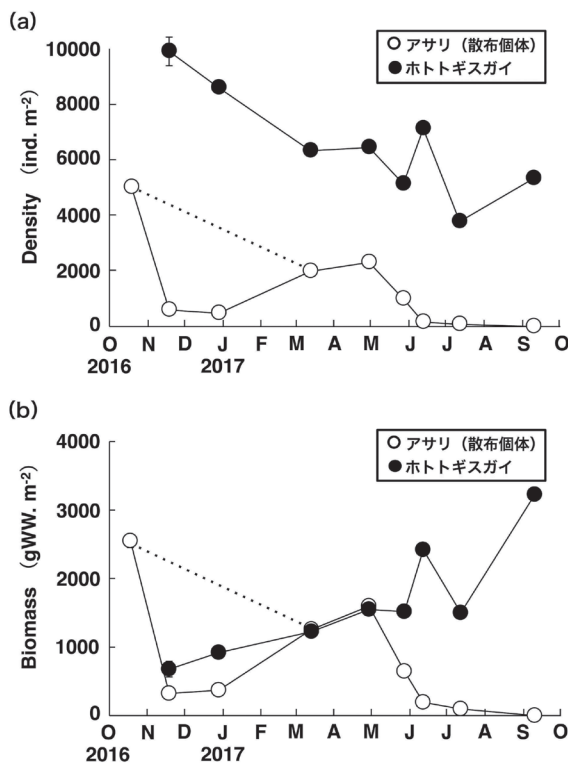 (a)
アサリ（散布個体）
ホトトギスガイ
Density (ind. m-2)
10000
8000
6000
4000
2000
0
O N D J F M A M J J A S O
2016 2017
(b)
アサリ（散布個体）
ホトトギスガイ
Biomass (gWW. m-2)
4000
3000
2000
1000
0
O N D J F M A M J J A S O
2016 2017